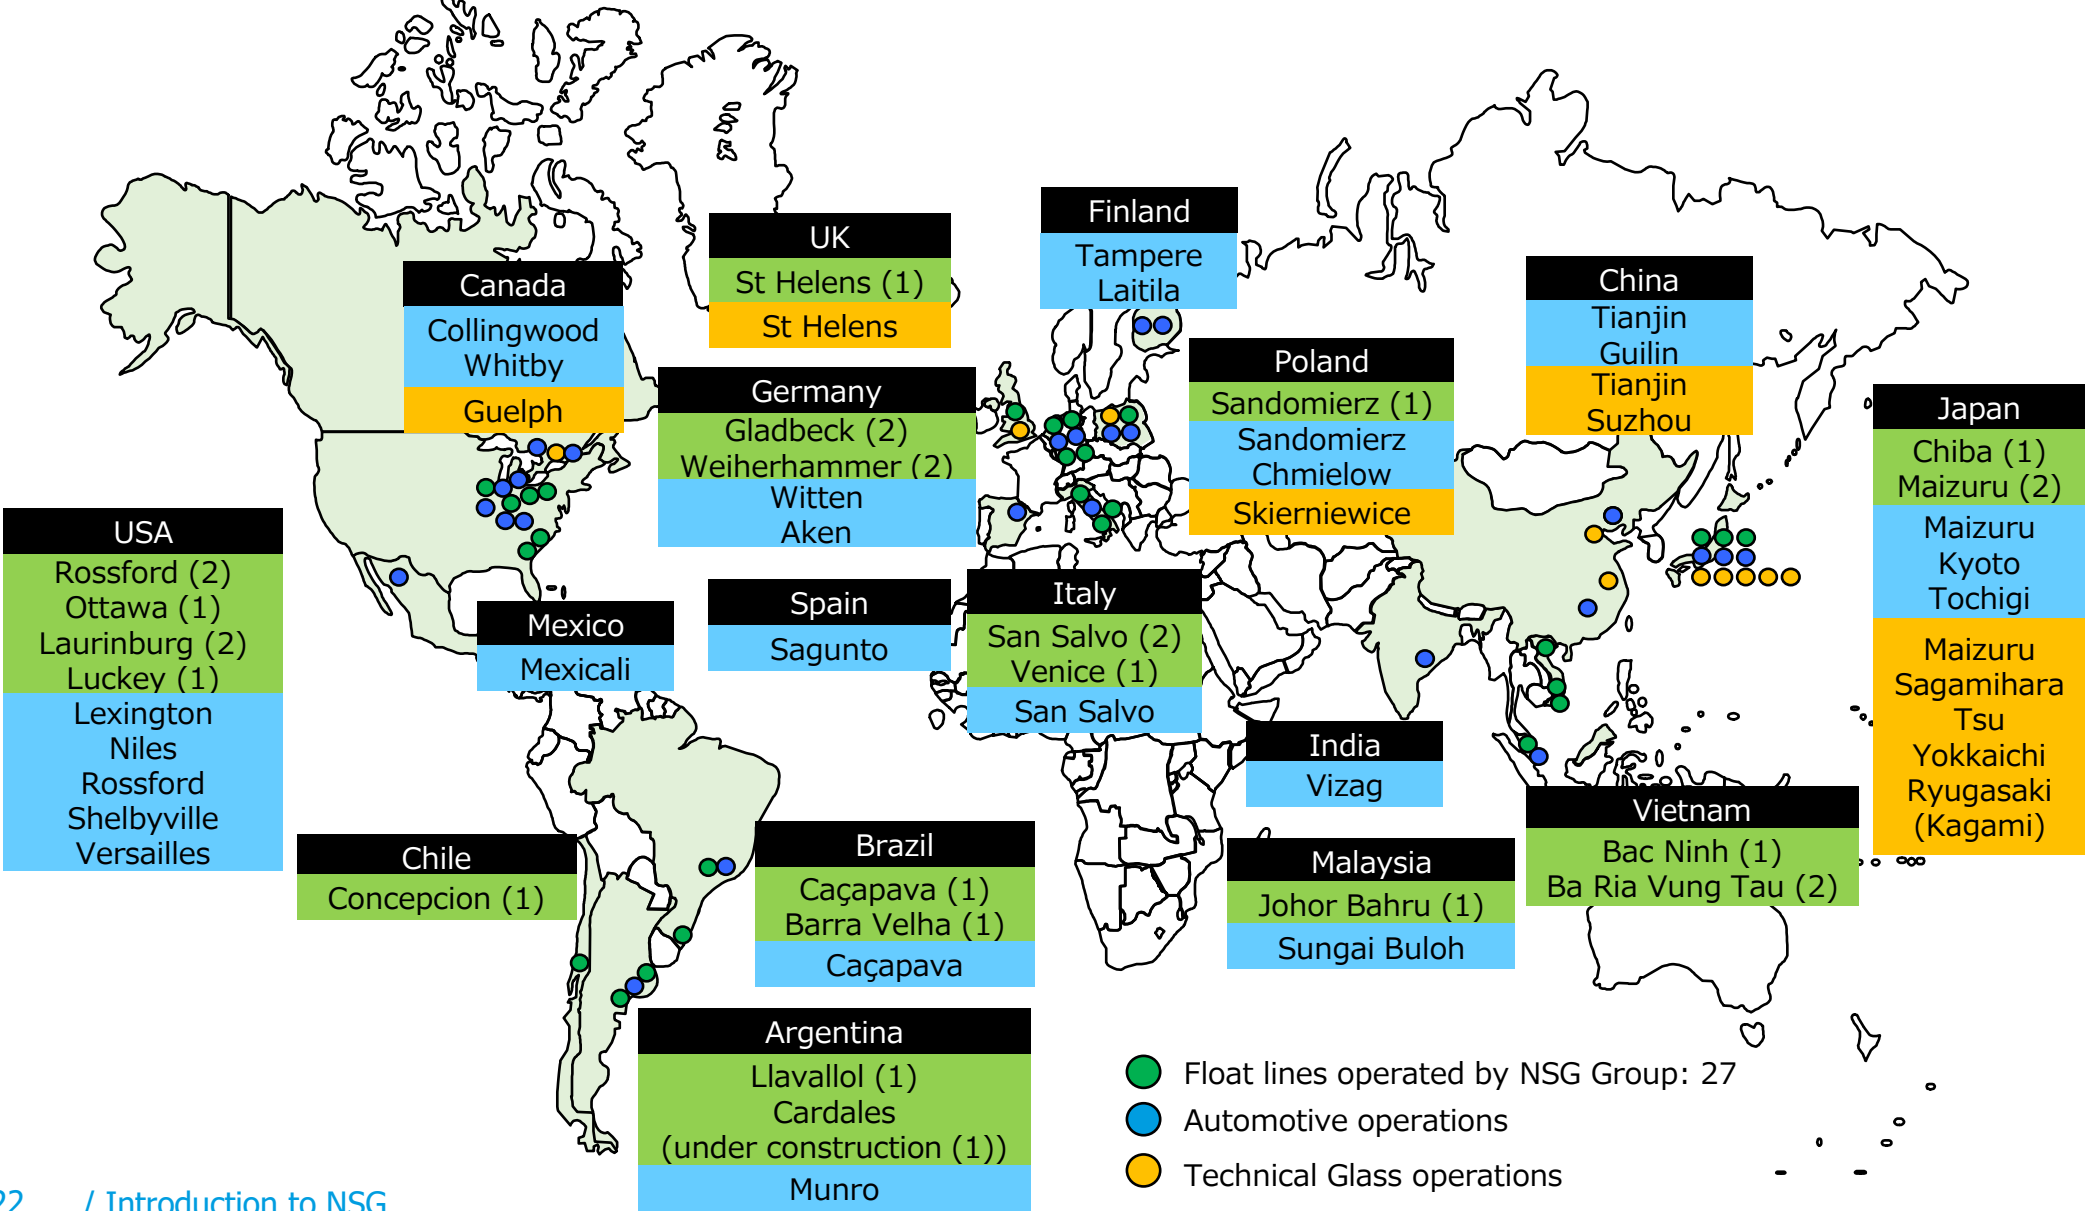 UK
St Helens (1)
St Helens
Finland
Tampere
Laitila
Canada
Collingwood
Whitby
Guelph
China
Tianjin
Guilin
Tianjin
Suzhou
Germany
Gladbeck (2)
Weiherhammer (2)
Witten
Aken
Poland
Sandomierz (1)
Sandomierz
Chmielow
Skierniewice
Japan
Chiba (1)
Maizuru (2)
Maizuru
Kyoto
Tochigi
Maizuru
Sagamihara
Tsu
Yokkaichi
Ryugasaki
(Kagami)
USA
Rossford (2)
Ottawa (1)
Laurinburg (2)
Luckey (1)
Lexington
Niles
Rossford
Shelbyville
Versailles
Mexico
Mexicali
Spain
Sagunto
Italy
San Salvo (2)
Venice (1)
San Salvo
India
Vizag
Vietnam
Bac Ninh (1)
Ba Ria Vung Tau (2)
Chile
Concepcion (1)
Brazil
Caçapava (1)
Barra Velha (1)
Caçapava
Malaysia
Johor Bahru (1)
Sungai Buloh
Argentina
Llavallol (1)
Cardales
(under construction (1))
Munro
Float lines operated by NSG Group: 27
Automotive operations
Technical Glass operations
22 / Introduction to NSG